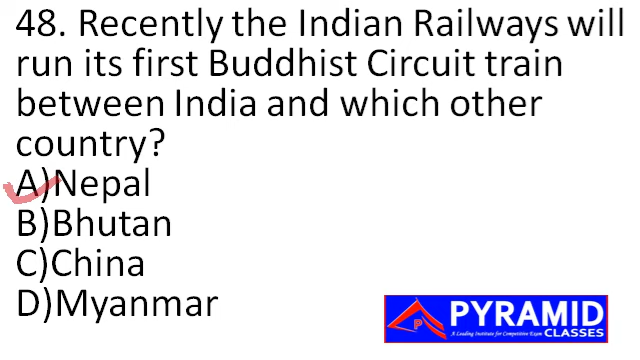 48. Recently the Indian Railways will
run its first Buddhist Circuit train
between India and which other
country?
A)Nepal
B)Bhutan
C)China
D)Myanmar
P
PYRAMID
A Leading Institute for Competitive Exam CLASSES